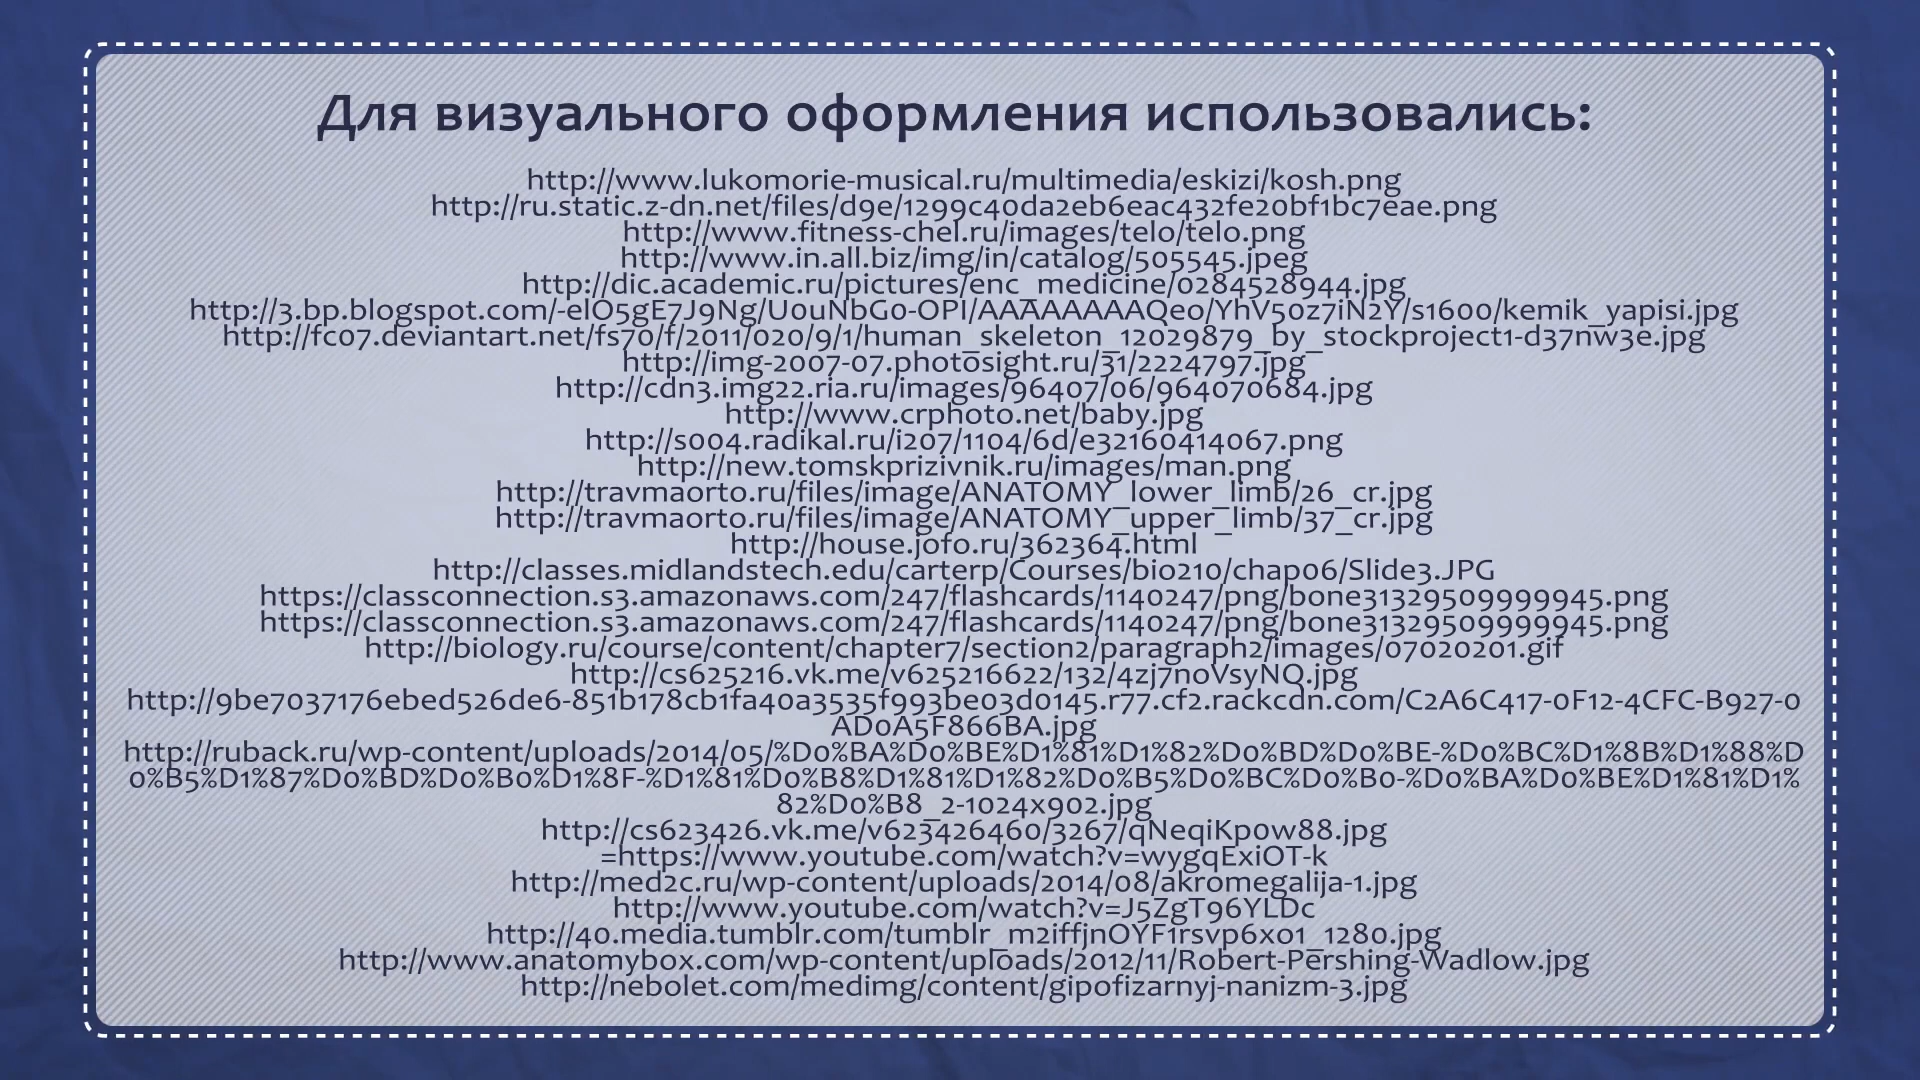 Для визуального оформления использовались:
http://www.lukomorie-musical.ru/multimedia/eskizi/kosh.png
http://ru.static.z-dn.net/files/d9e/1299c40da2eb6eac432fe20bf1bc7eae.png
http://www.fitness-chel.ru/images/telo/telo.png
http://www.in.all.biz/img/in/catalog/505545.jpeg
http://dic.academic.ru/pictures/enc_medicine/0284528944.jpg
http://3.bp.blogspot.com/-elO5gE7J9Ng/U0uNbG0-OPI/AAAAAAAAQeo/YhV50z7iN2Y/s1600/kemik_yapisi.jpg
http://fc07.deviantart.net/fs70/f/2011/020/9/1/human_skeleton_12029879_by_stockproject1-d37nw3e.jpg
http://img-2007-07.photosight.ru/31/2224797.jpg
http://cdn3.img22.ria.ru/images/96407/06/964070684.jpg
http://www.crphoto.net/baby.jpg
http://s004.radikal.ru/i207/1104/6d/e32160414067.png
http://new.tomskprizivnik.ru/images/man.png
http://travmaorto.ru/files/image/ANATOMY_lower_limb/26_cr.jpg
http://travmaorto.ru/files/image/ANATOMY_upper_limb/37_cr.jpg
http://house.jofo.ru/362364.html
http://classes.midlandstech.edu/carterp/Courses/bio210/chap06/Slide3.JPG
https://classconnection.s3.amazonaws.com/247/flashcards/1140247/png/bone31329509999945.png
https://classconnection.s3.amazonaws.com/247/flashcards/1140247/png/bone31329509999945.png
http://biology.ru/course/content/chapter7/section2/paragraph2/images/07020201.gif
http://cs625216.vk.me/v625216622/132/4zj7noVsyNQ.jpg
http://9be7037176ebed526de6-851b178cb1fa40a3535f993be03d0145.r77.cf2.rackcdn.com/C2A6C417-0F12-4CFC-B927-0
AD0A5F866BA.jpg
http://ruback.ru/wp-content/uploads/2014/05/%D0%BA%D0%BE%D1%81%D1%82%D0%BD%D0%BE-%D0%BC%D1%8B%D1%88%D
0%B5%D1%87%D0%BD%D0%B0%D1%8F-%D1%81%D0%B8%D1%81%D1%82%D0%B5%D0%BC%D0%B0-%D0%BA%D0%BE%D1%81%D1%
82%D0%B8_2-1024x902.jpg
http://cs623426.vk.me/v623426460/3267/qNeqiKp0w88.jpg
=https://www.youtube.com/watch?v=wygqExiOT-k
http://med2c.ru/wp-content/uploads/2014/08/akromegalija-1.jpg
http://www.youtube.com/watch?v=J5ZgT96YLDc
http://40.media.tumblr.com/tumblr_m2iffjnOYF1rsvp6xo1_1280.jpg
http://www.anatomybox.com/wp-content/uploads/2012/11/Robert-Pershing-Wadlow.jpg
http://nebolet.com/medimg/content/gipofizarnyj-nanizm-3.jpg